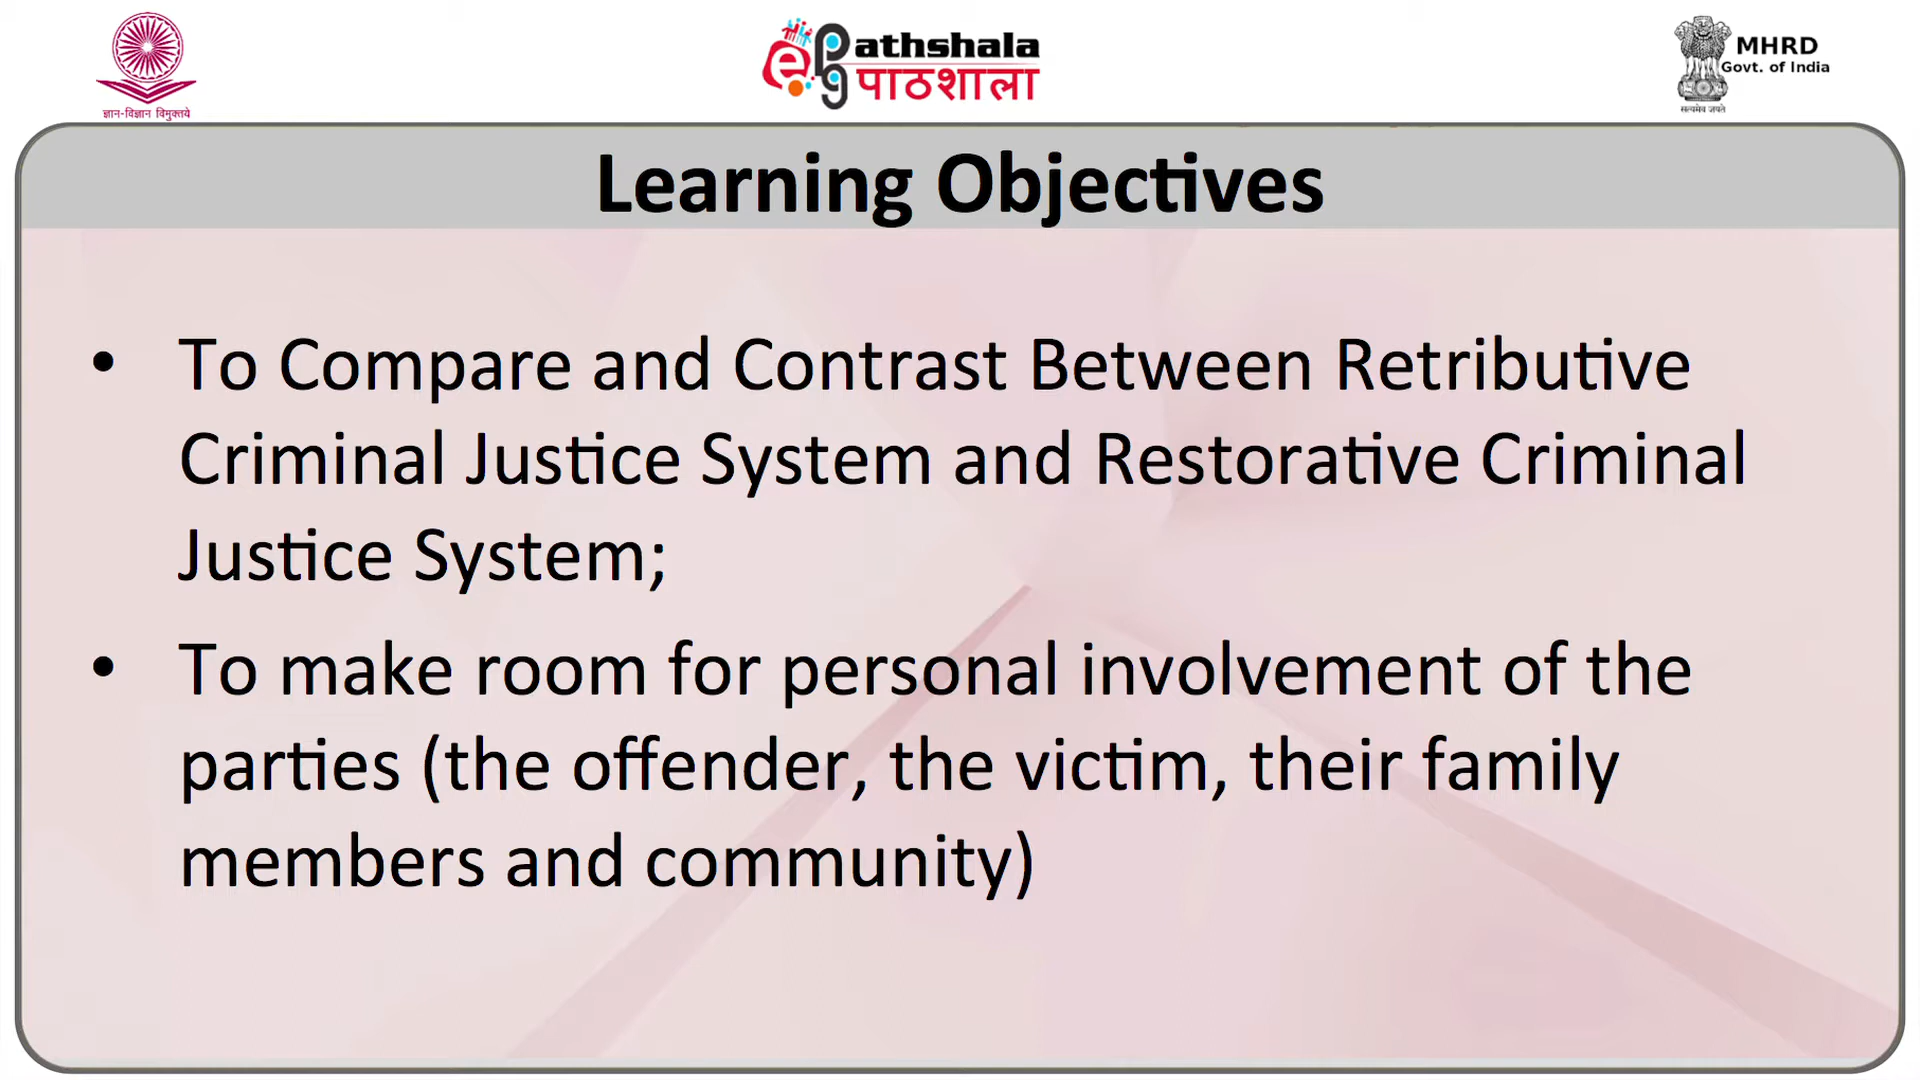 ज्ञान-विज्ञान विमुक्तये
e PG
athshala
पाठशाला
MHRD
Govt. of India
सत्यमेव जयते
Learning Objectives
• To Compare and Contrast Between Retributive
Criminal Justice System and Restorative Criminal
Justice System;
• To make room for personal involvement of the
parties (the offender, the victim, their family
members and community)